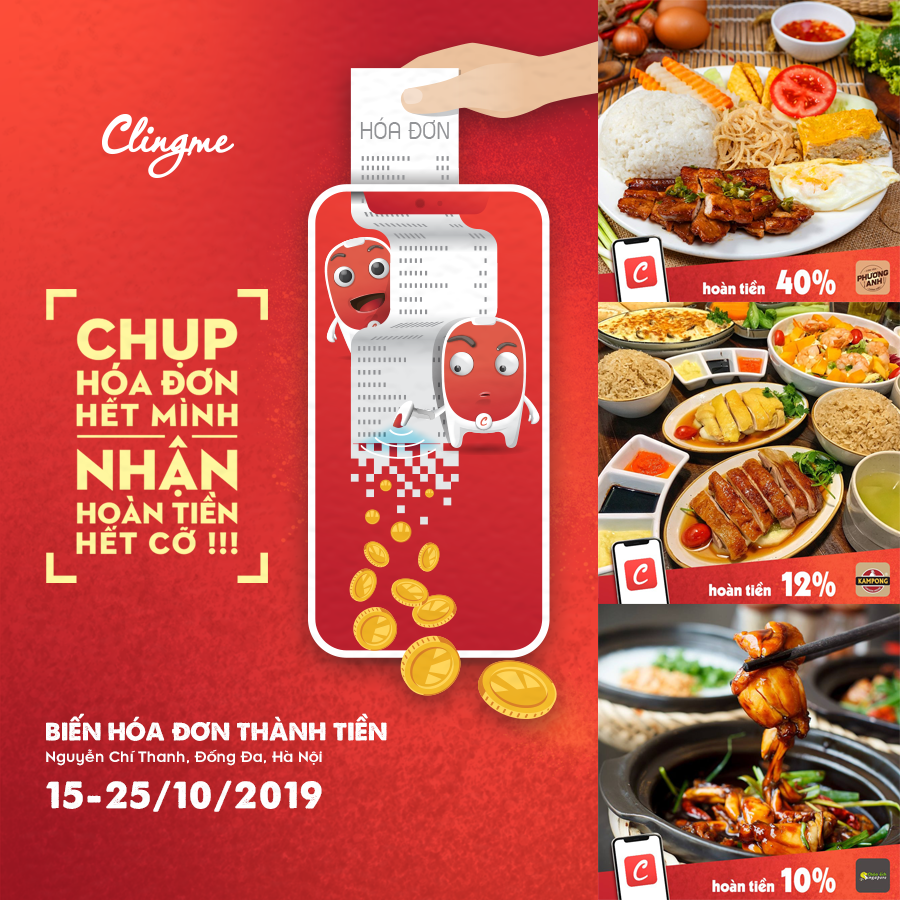 Clingme
HÓA ĐƠN
CHỤP
HÓA ĐƠN
HẾT MÌNH
NHẬN
HOÀN TIỀN
HẾT CỠ !!!
BIẾN HÓA ĐƠN THÀNH TIỀN
Nguyễn Chí Thanh, Đống Đa, Hà Nội
15-25/10/2019
C
hoàn tiền 40%
PHƯƠNG
ANH
C
hoàn tiền 12%
KAMPONG
C
hoàn tiền 10%